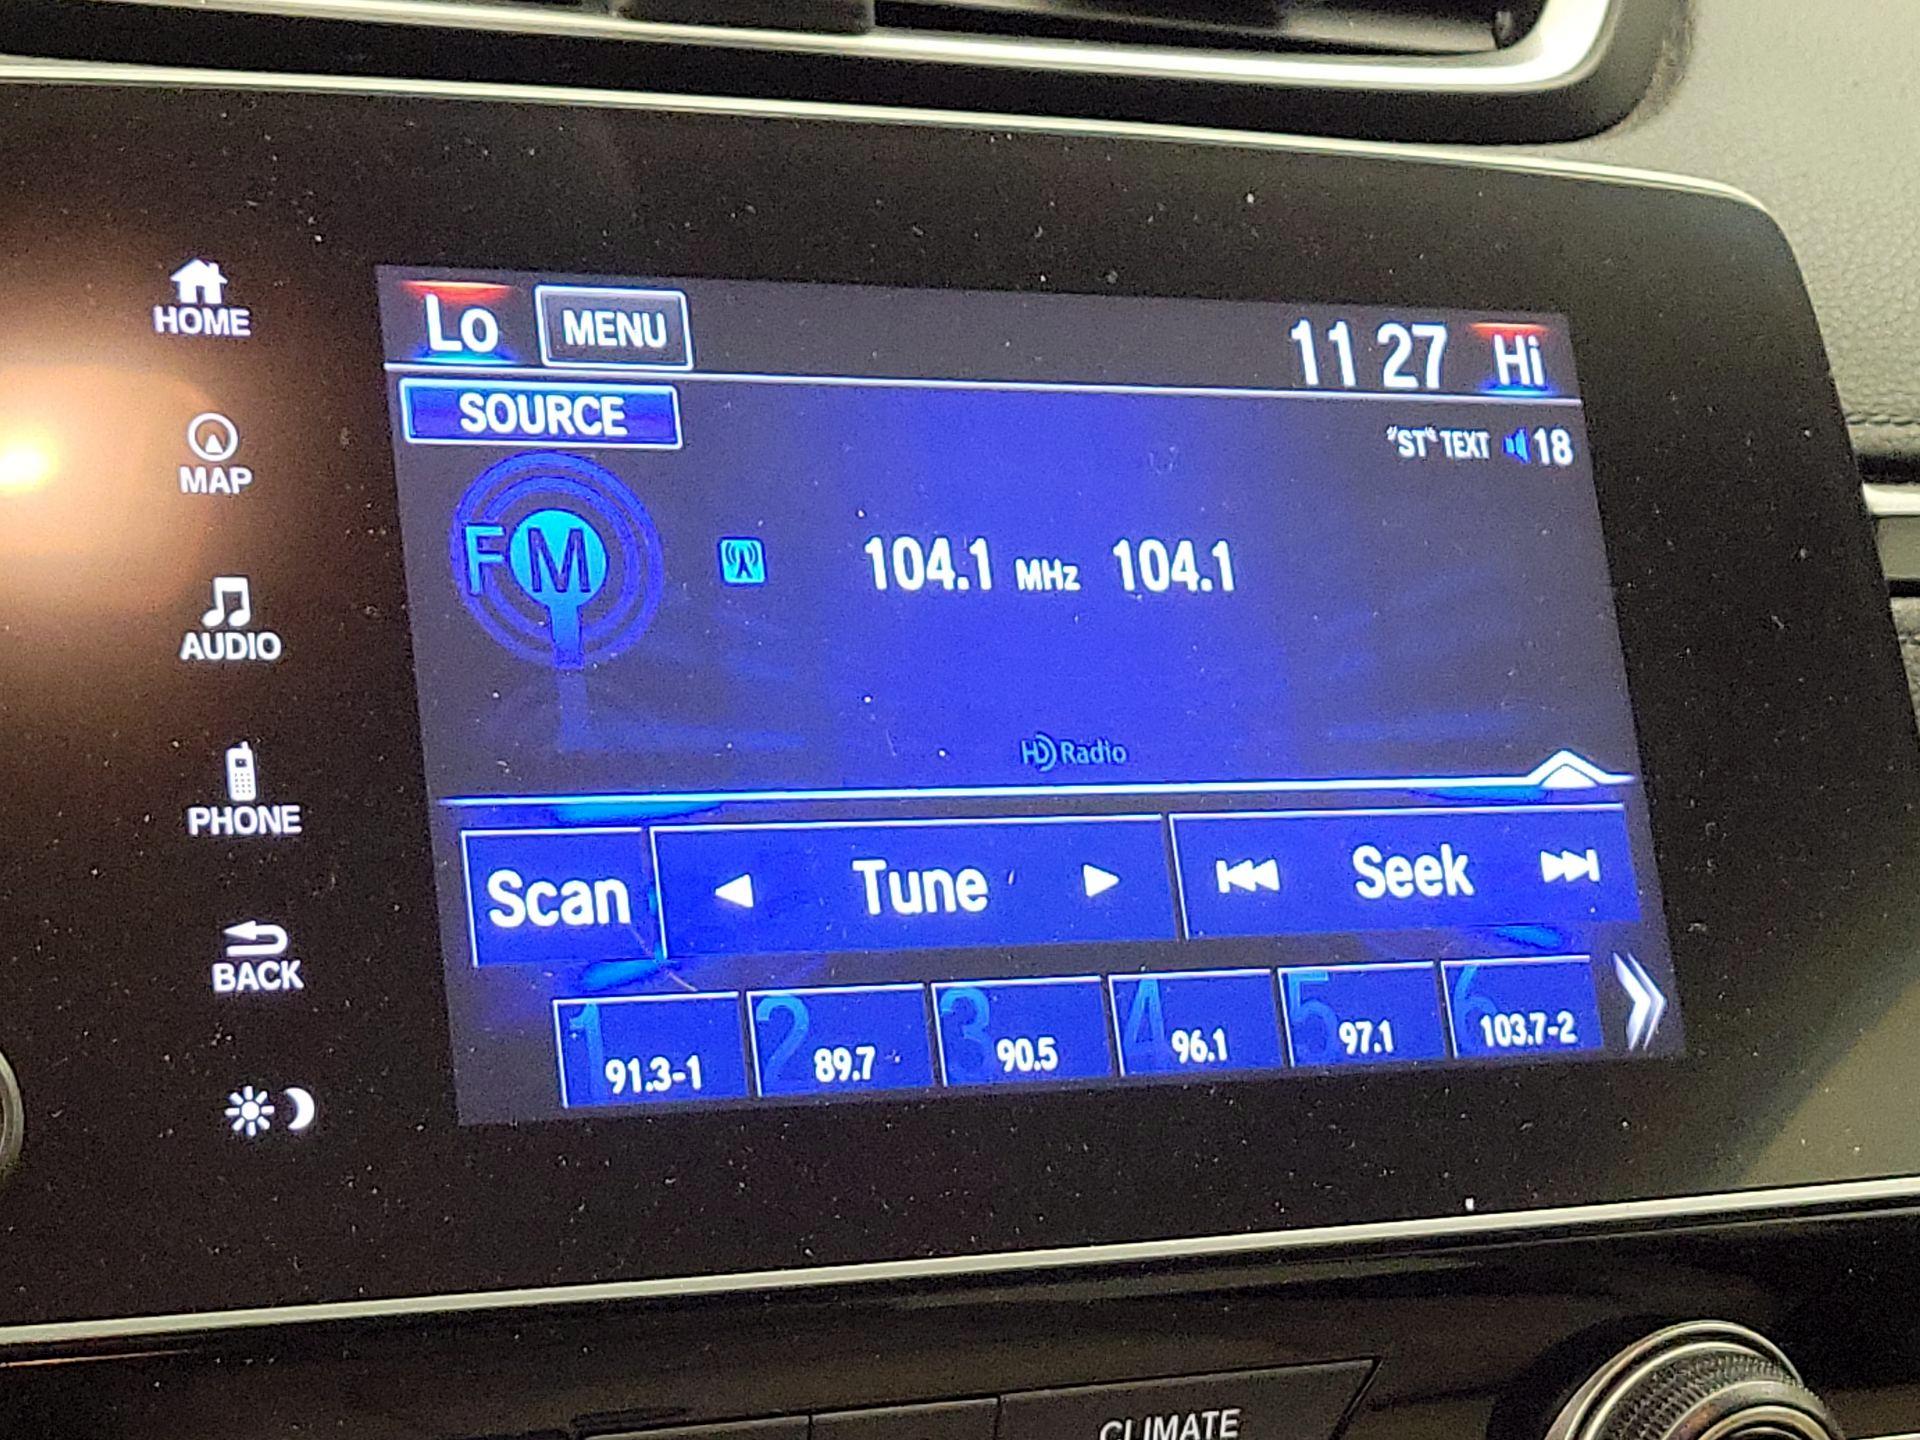 HOME
MAP
AUDIO
PHONE
BACK
Lo MENU 11 27 Hi
SOURCE
"ST" TEXT 18
FM 104.1 MHz 104.1
HD Radio
Scan Tune Seek
1 91.3-1
2 89.7
3 90.5
4 96.1
5 97.1
6 103.7-2
CLIMATE